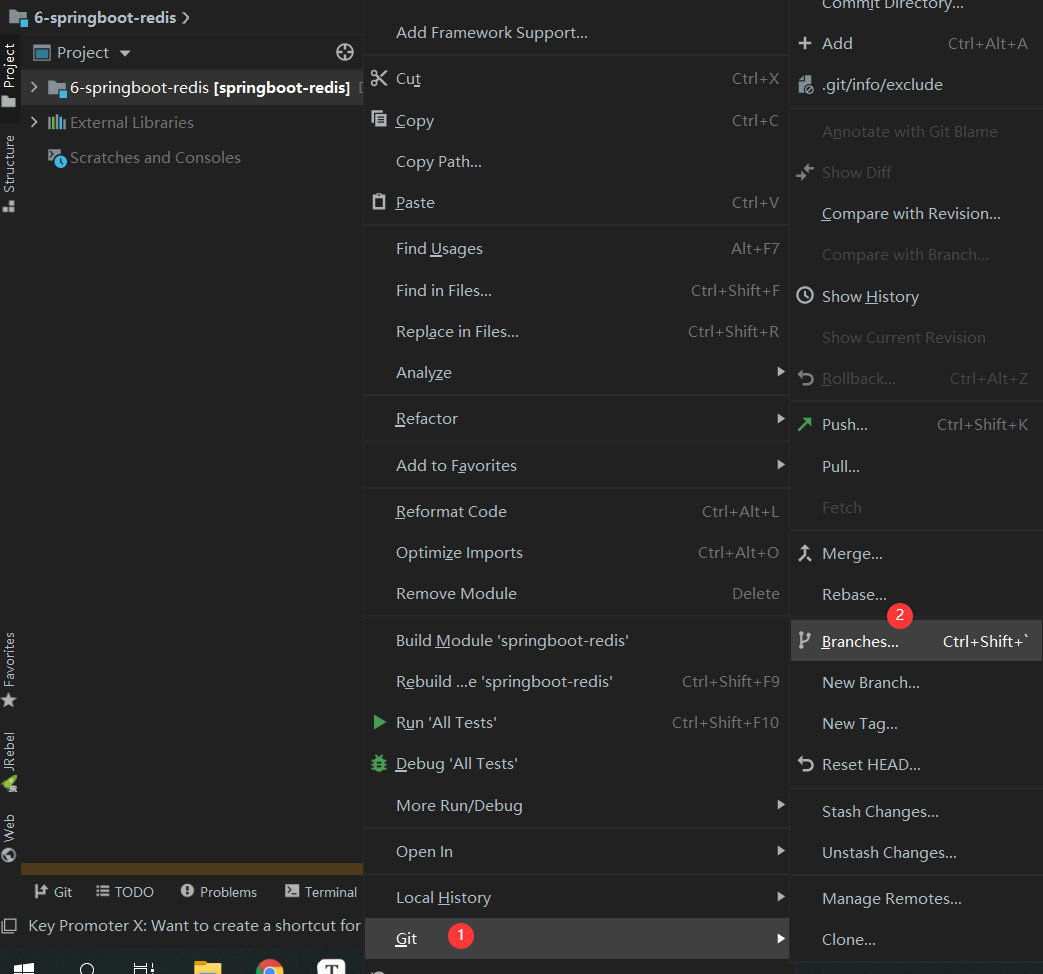 6-springboot-redis
Project
Project
6-springboot-redis [springboot-redis]
External Libraries
Scratches and Consoles
Structure
Favorites
JRebel
Web
Git
TODO
Problems
Terminal
Key Promoter X: Want to create a shortcut for
Add Framework Support...
Cut Ctrl+X
Copy Ctrl+C
Copy Path...
Paste Ctrl+V
Find Usages Alt+F7
Find in Files... Ctrl+Shift+F
Replace in Files... Ctrl+Shift+R
Analyze
Refactor
Add to Favorites
Reformat Code Ctrl+Alt+L
Optimize Imports Ctrl+Alt+O
Remove Module Delete
Build Module 'springboot-redis'
Rebuild ...e 'springboot-redis' Ctrl+Shift+F9
Run 'All Tests' Ctrl+Shift+F10
Debug 'All Tests'
More Run/Debug
Open In
Local History
Git 1
Commit Directory...
Add Ctrl+Alt+A
.git/info/exclude
Annotate with Git Blame
Show Diff
Compare with Revision...
Compare with Branch...
Show History
Show Current Revision
Rollback... Ctrl+Alt+Z
Push... Ctrl+Shift+K
Pull...
Fetch
Merge...
Rebase...
2
Branches... Ctrl+Shift+`
New Branch...
New Tag...
Reset HEAD...
Stash Changes...
Unstash Changes...
Manage Remotes...
Clone...
T